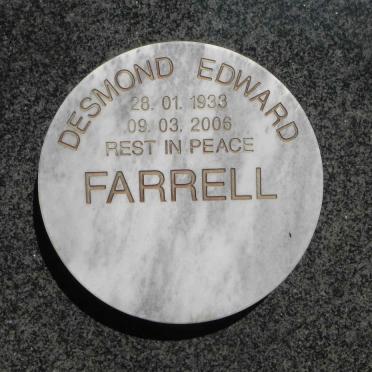 DESMOND EDWARD
28. 01. 1933
09. 03. 2006
REST IN PEACE
FARRELL